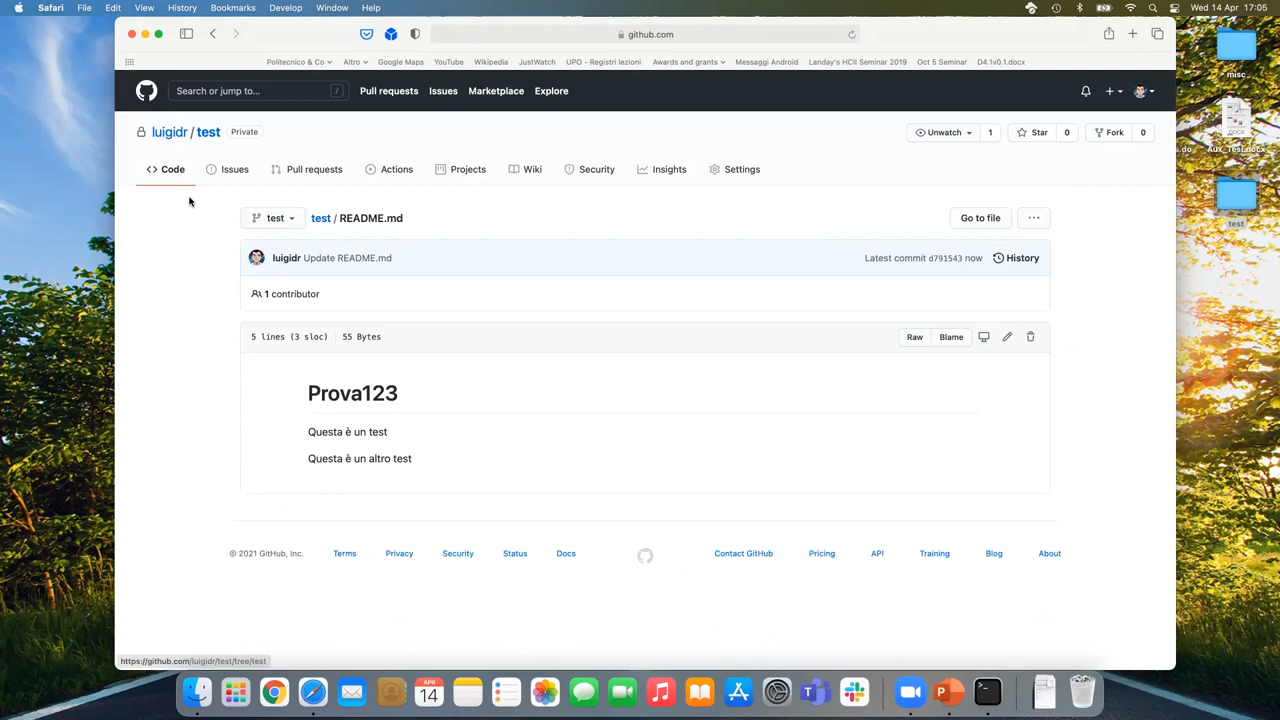 Safari File Edit View History Bookmarks Develop Window Help Wed 14 Apr 17:05
github.com
Politecnico & Co Altro Google Maps YouTube Wikipedia JustWatch UPO - Registri lezioni Awards and grants Messaggi Android Landay's HCII Seminar 2019 Oct 5 Seminar D4.1v0.1.docx
misc
Search or jump to... / Pull requests Issues Marketplace Explore
DOCX
luigidr / test Private Unwatch 1 Star 0 Fork 0
s.do Aux_Test.docx
Code Issues Pull requests Actions Projects Wiki Security Insights Settings
test test / README.md Go to file ...
test
luigidr Update README.md Latest commit d791543 now History
1 contributor
5 lines (3 sloc) 55 Bytes Raw Blame
Prova123
Questa è un test
Questa è un altro test
© 2021 GitHub, Inc. Terms Privacy Security Status Docs Contact GitHub Pricing API Training Blog About
https://github.com/luigidr/test/tree/test
APR
14